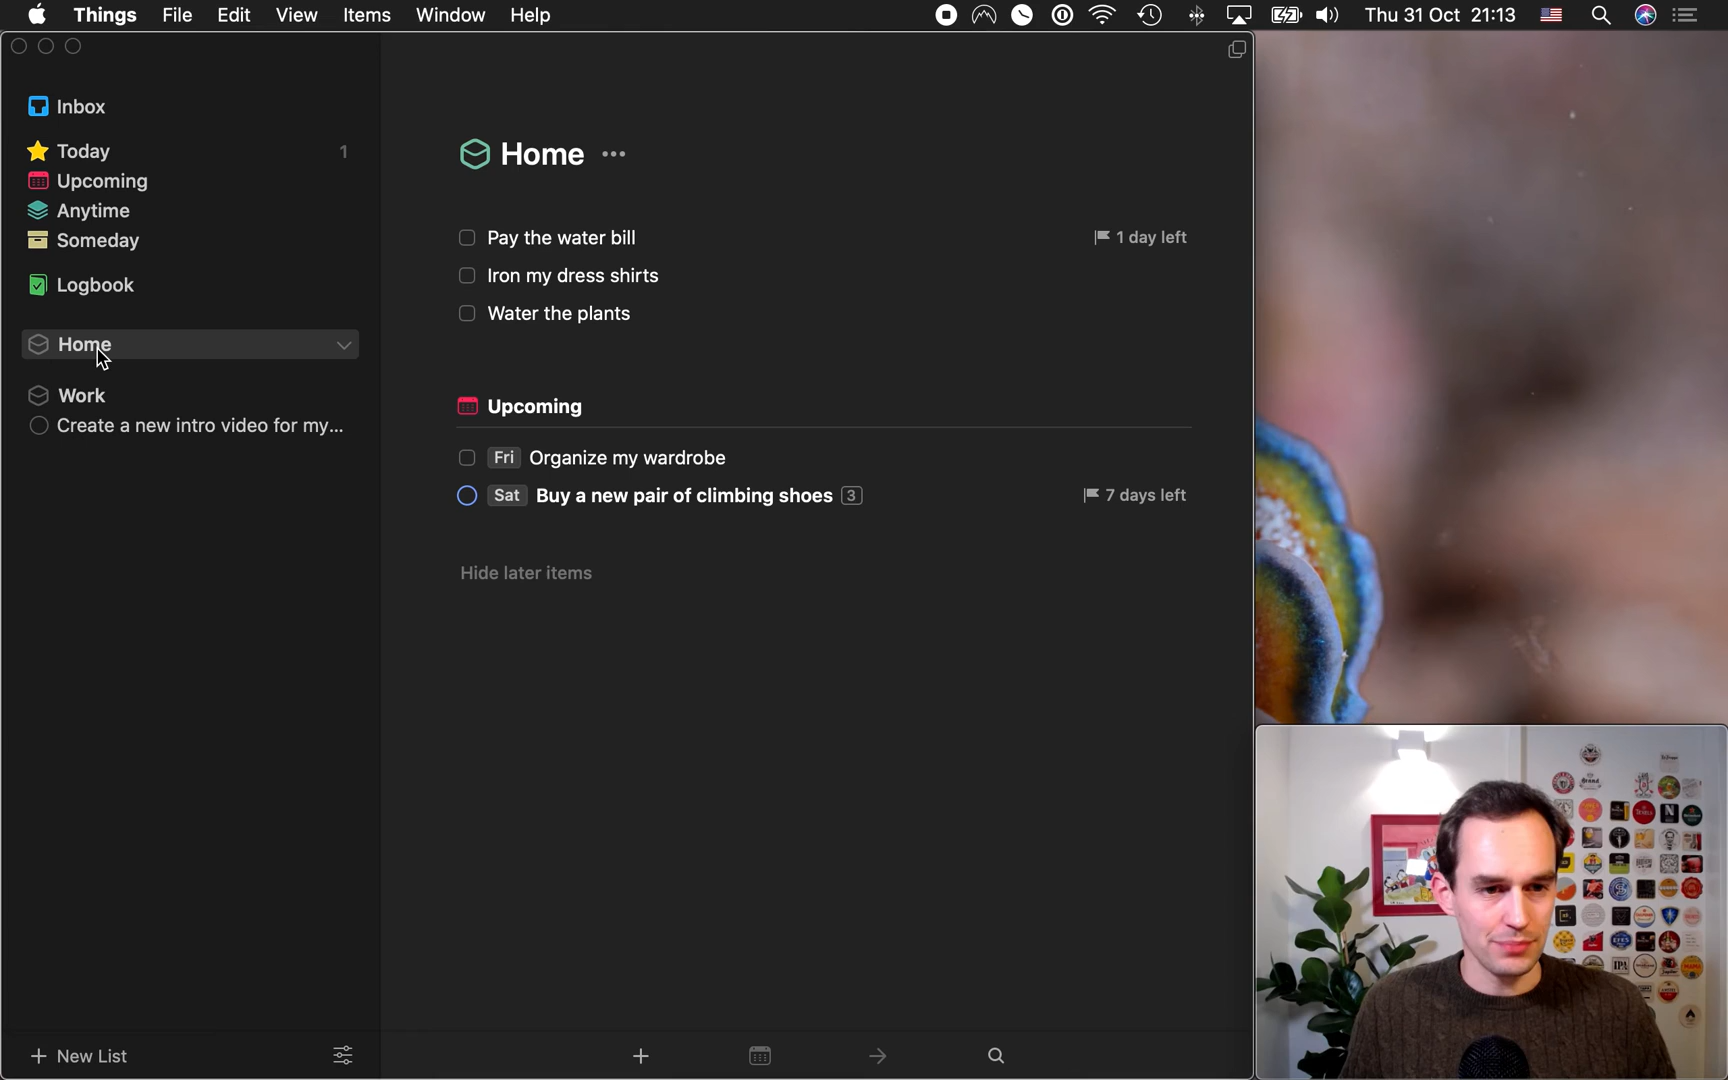 Things File Edit View Items Window Help Thu 31 Oct 21:13
Inbox
Today 1
Upcoming
Anytime
Someday
Logbook
Home
Work
Create a new intro video for my...
New List
Home
Pay the water bill 1 day left
Iron my dress shirts
Water the plants
Upcoming
Fri Organize my wardrobe
Sat Buy a new pair of climbing shoes 3 7 days left
Hide later items
IPA